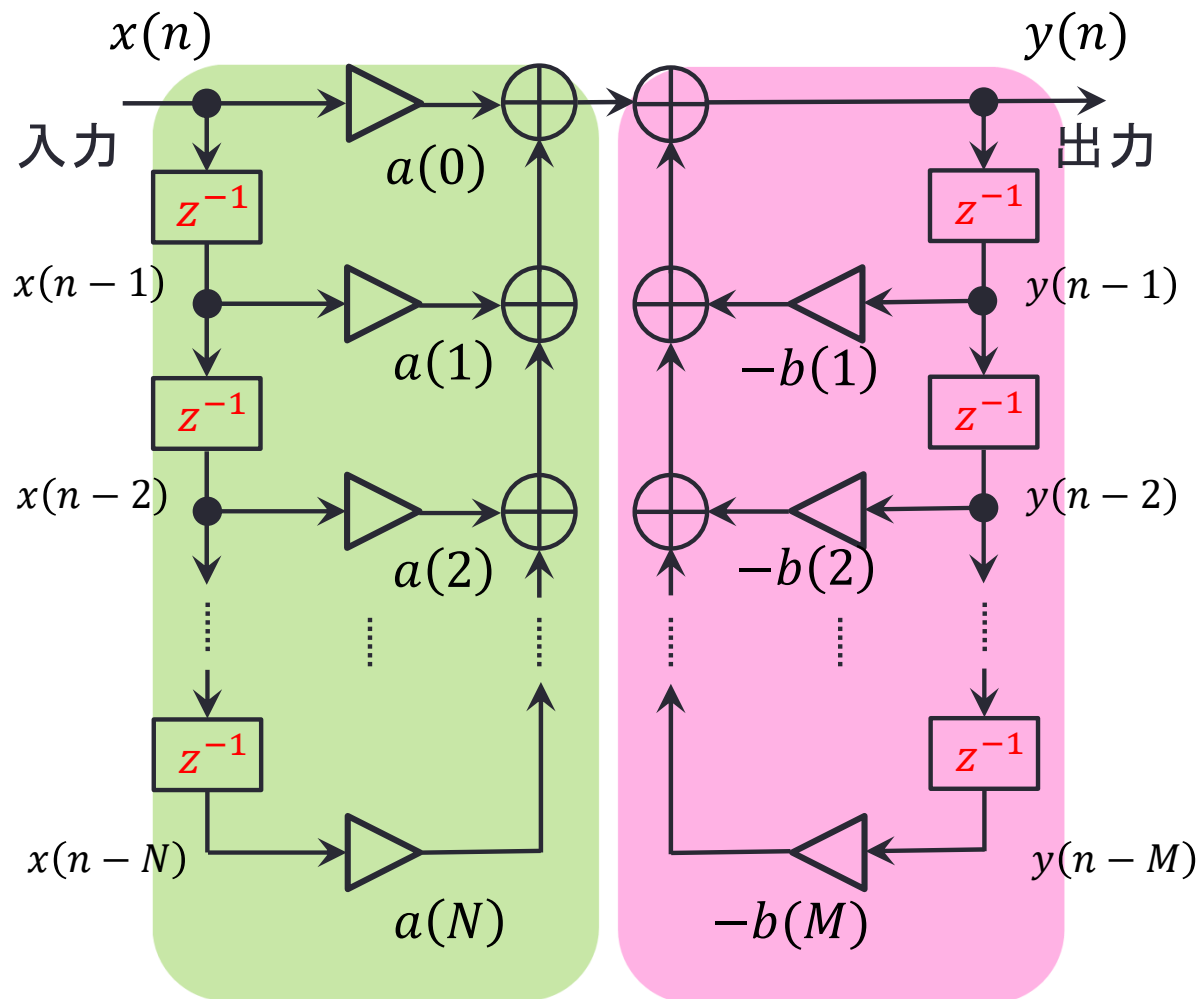 x(n)
y(n)
入力
出力
a(0)
z⁻¹
z⁻¹
x(n − 1)
y(n − 1)
a(1)
−b(1)
z⁻¹
z⁻¹
x(n − 2)
y(n − 2)
a(2)
−b(2)
z⁻¹
z⁻¹
x(n − N)
y(n − M)
a(N)
−b(M)